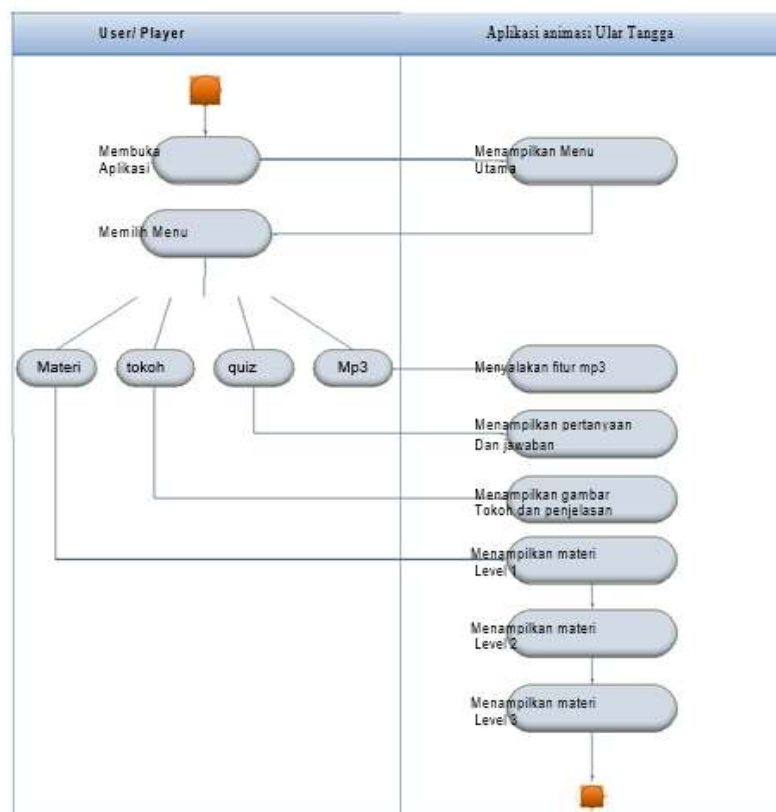 User/ Player
Aplikasi animasi Ular Tangga
Membuka
Aplikasi
Menampilkan Menu
Utama
Memilih Menu
Materi
tokoh
quiz
Mp3
Menyalakan fitur mp3
Menampilkan pertanyaan
Dan jawaban
Menampilkan gambar
Tokoh dan penjelasan
Menampilkan materi
Level 1
Menampilkan materi
Level 2
Menampilkan materi
Level 3